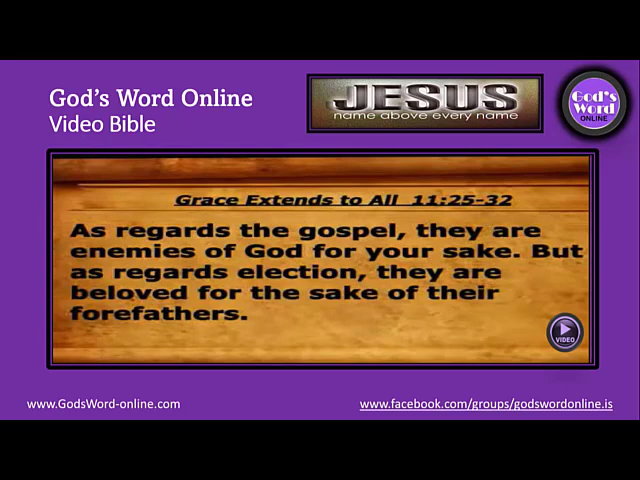 God's Word Online
Video Bible
JESUS
name above every name
God's
Word
ONLINE
Grace Extends to All 11:25-32
As regards the gospel, they are
enemies of God for your sake. But
as regards election, they are
beloved for the sake of their
forefathers.
VIDEO
www.GodsWord-online.com
www.facebook.com/groups/godswordonline.is